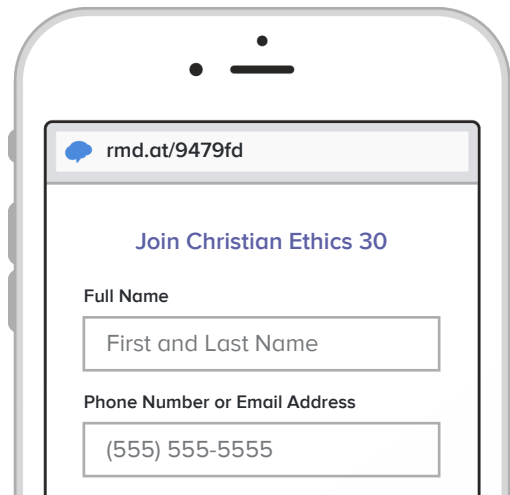 rmd.at/9479fd
Join Christian Ethics 30
Full Name
First and Last Name
Phone Number or Email Address
(555) 555-5555